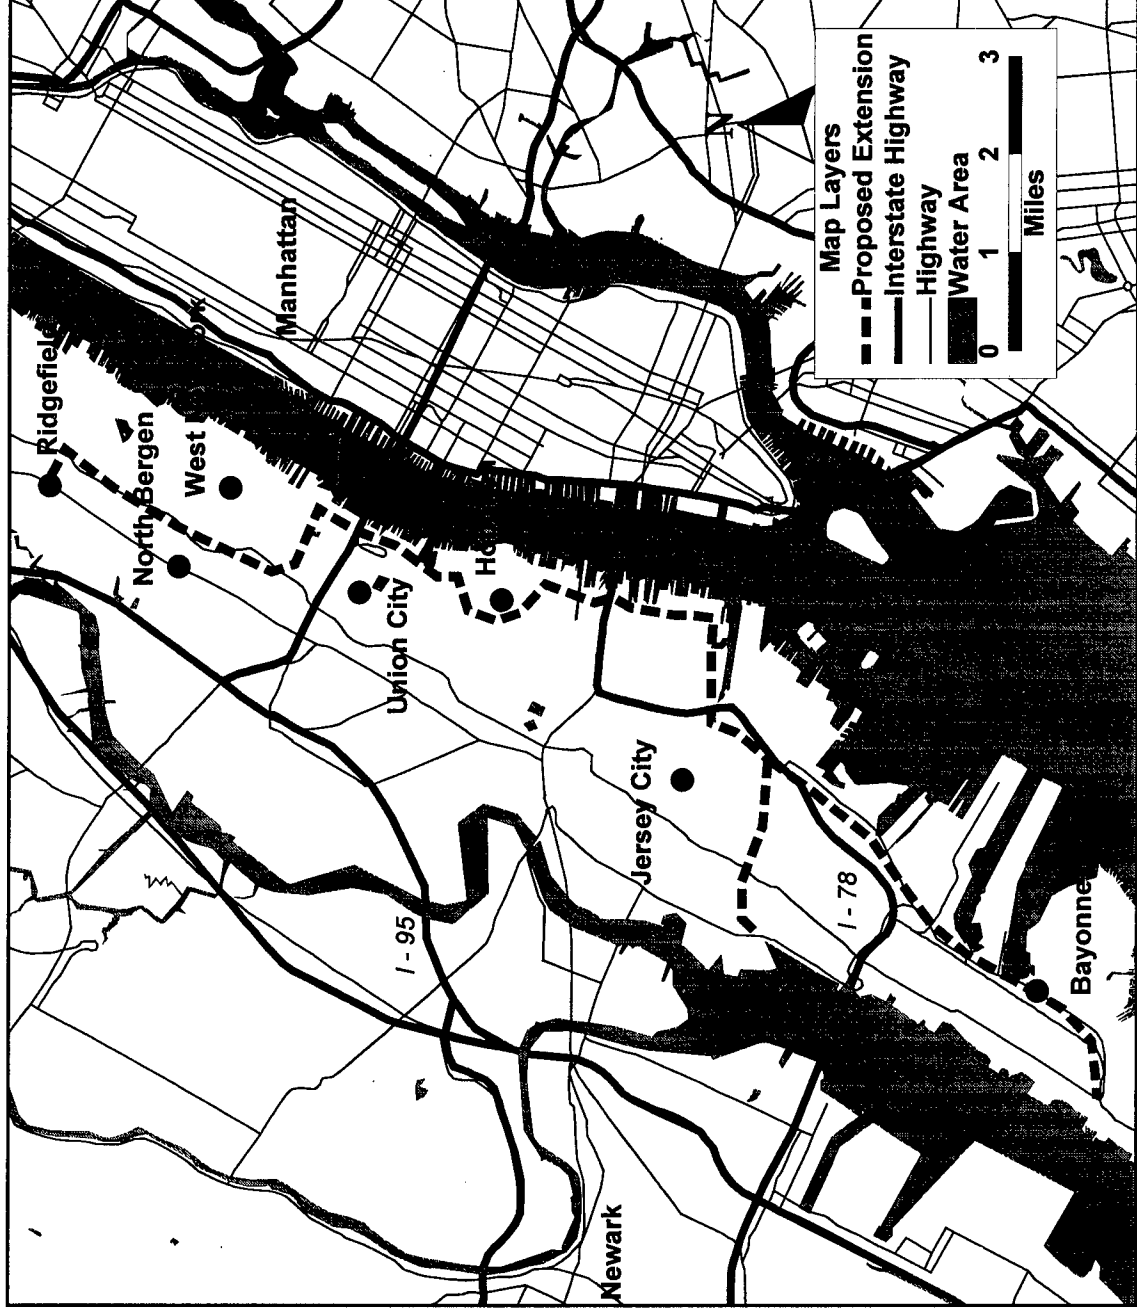 Ridgefield
North Bergen
West
Manhattan
Union City
Jersey City
I - 95
I - 78
Bayonne
Newark
N
Map Layers
Proposed Extension
Interstate Highway
Highway
Water Area
0 1 2 3
Miles